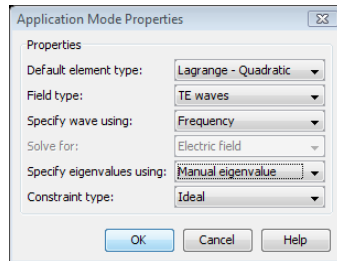 Application Mode Properties
Properties
Default element type: Lagrange - Quadratic
Field type: TE waves
Specify wave using: Frequency
Solve for: Electric field
Specify eigenvalues using: Manual eigenvalue
Constraint type: Ideal
OK Cancel Help